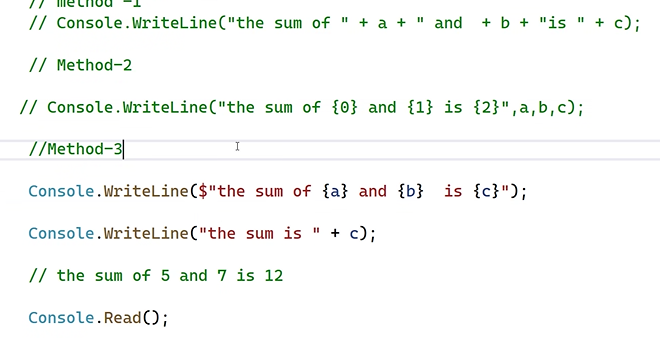 // method -1
// Console.WriteLine("the sum of " + a + " and  + b + "is " + c);
// Method-2
// Console.WriteLine("the sum of {0} and {1} is {2}",a,b,c);
//Method-3
Console.WriteLine($"the sum of {a} and {b}  is {c}");
Console.WriteLine("the sum is " + c);
// the sum of 5 and 7 is 12
Console.Read();